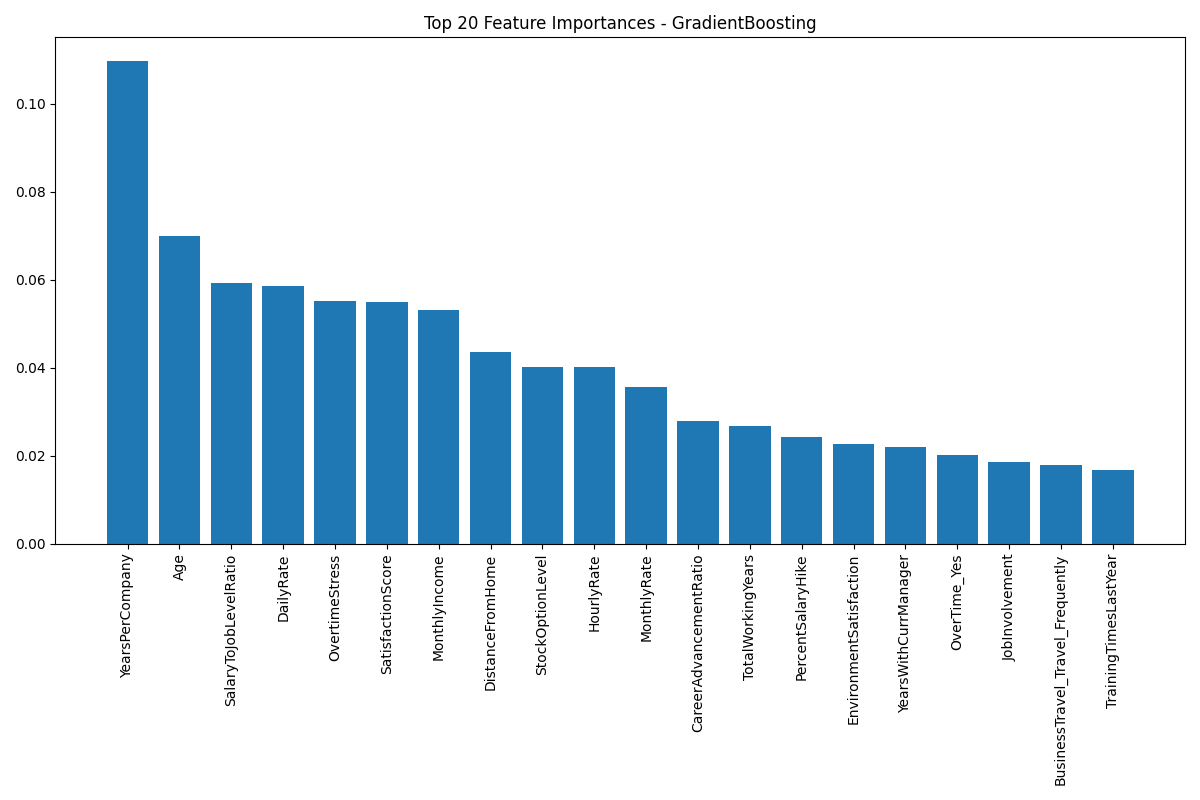 Top 20 Feature Importances - GradientBoosting
0.10
0.08
0.06
0.04
0.02
0.00
YearsPerCompany
Age
SalaryToJobLevelRatio
DailyRate
OvertimeStress
SatisfactionScore
MonthlyIncome
DistanceFromHome
StockOptionLevel
HourlyRate
MonthlyRate
CareerAdvancementRatio
TotalWorkingYears
PercentSalaryHike
EnvironmentSatisfaction
YearsWithCurrManager
OverTime_Yes
JobInvolvement
BusinessTravel_Travel_Frequently
TrainingTimesLastYear